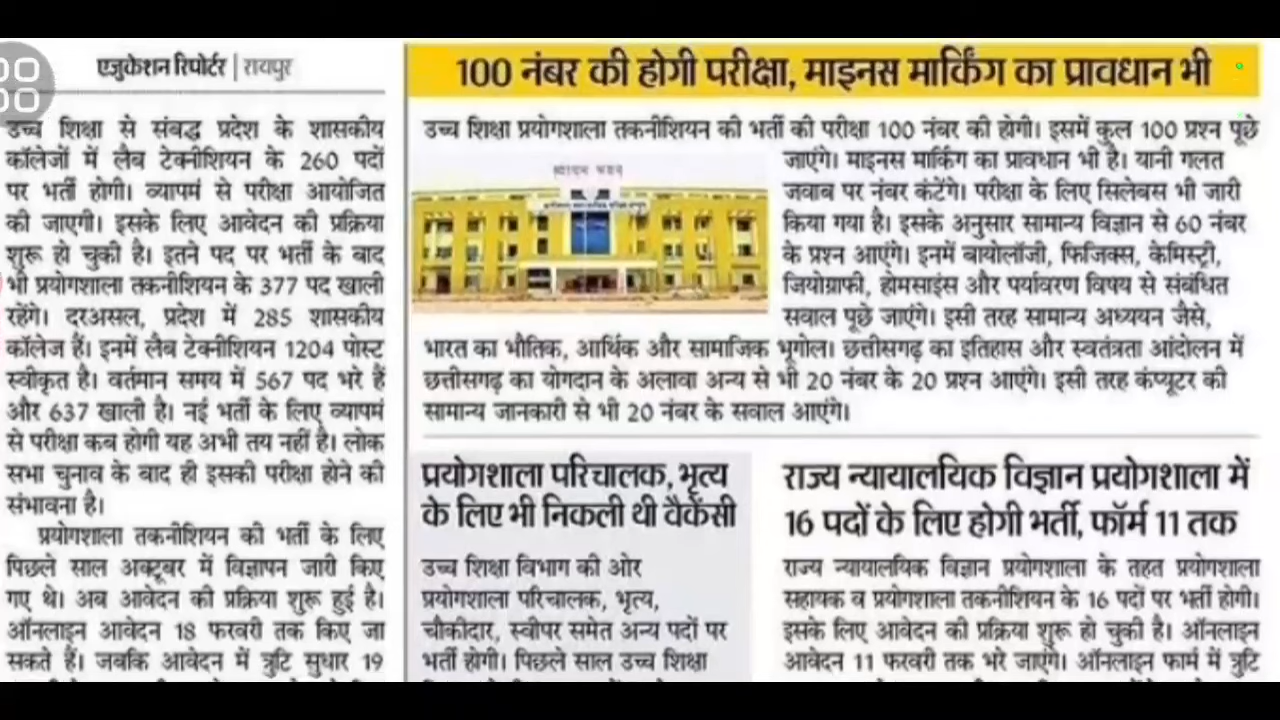 एजुकेशन रिपोर्टर | रायपुर
उच्च शिक्षा से संबद्ध प्रदेश के शासकीय
कॉलेजों में लैब टेक्नीशियन के 260 पदों
पर भर्ती होगी। व्यापमं से परीक्षा आयोजित
की जाएगी। इसके लिए आवेदन की प्रक्रिया
शुरू हो चुकी है। इतने पद पर भर्ती के बाद
भी प्रयोगशाला तकनीशियन के 377 पद खाली
रहेंगे। दरअसल, प्रदेश में 285 शासकीय
कॉलेज हैं। इनमें लैब टेक्नीशियन 1204 पोस्ट
स्वीकृत है। वर्तमान समय में 567 पद भरे हैं
और 637 खाली है। नई भर्ती के लिए व्यापमं
से परीक्षा कब होगी यह अभी तय नहीं है। लोक
सभा चुनाव के बाद ही इसकी परीक्षा होने की
संभावना है।
प्रयोगशाला तकनीशियन की भर्ती के लिए
पिछले साल अक्टूबर में विज्ञापन जारी किए
गए थे। अब आवेदन की प्रक्रिया शुरू हुई है।
ऑनलाइन आवेदन 18 फरवरी तक किए जा
सकते हैं। जबकि आवेदन में त्रुटि सुधार 19
100 नंबर की होगी परीक्षा, माइनस मार्किंग का प्रावधान भी
उच्च शिक्षा प्रयोगशाला तकनीशियन की भर्ती की परीक्षा 100 नंबर की होगी। इसमें कुल 100 प्रश्न पूछे
जाएंगे। माइनस मार्किंग का प्रावधान भी है। यानी गलत
जवाब पर नंबर कंटेंगे। परीक्षा के लिए सिलेबस भी जारी
किया गया है। इसके अनुसार सामान्य विज्ञान से 60 नंबर
के प्रश्न आएंगे। इनमें बायोलॉजी, फिजिक्स, केमिस्ट्री,
जियोग्राफी, होमसाइंस और पर्यावरण विषय से संबंधित
सवाल पूछे जाएंगे। इसी तरह सामान्य अध्ययन जैसे,
भारत का भौतिक, आर्थिक और सामाजिक भूगोल। छत्तीसगढ़ का इतिहास और स्वतंत्रता आंदोलन में
छत्तीसगढ़ का योगदान के अलावा अन्य से भी 20 नंबर के 20 प्रश्न आएंगे। इसी तरह कंप्यूटर की
सामान्य जानकारी से भी 20 नंबर के सवाल आएंगे।
प्रयोगशाला परिचालक, भृत्य
के लिए भी निकली थी वैकेंसी
उच्च शिक्षा विभाग की ओर
प्रयोगशाला परिचालक, भृत्य,
चौकीदार, स्वीपर समेत अन्य पदों पर
भर्ती होगी। पिछले साल उच्च शिक्षा
राज्य न्यायालयिक विज्ञान प्रयोगशाला में
16 पदों के लिए होगी भर्ती, फॉर्म 11 तक
राज्य न्यायालयिक विज्ञान प्रयोगशाला के तहत प्रयोगशाला
सहायक व प्रयोगशाला तकनीशियन के 16 पदों पर भर्ती होगी।
इसके लिए आवेदन की प्रक्रिया शुरू हो चुकी है। ऑनलाइन
आवेदन 11 फरवरी तक भरे जाएंगे। ऑनलाइन फार्म में त्रुटि